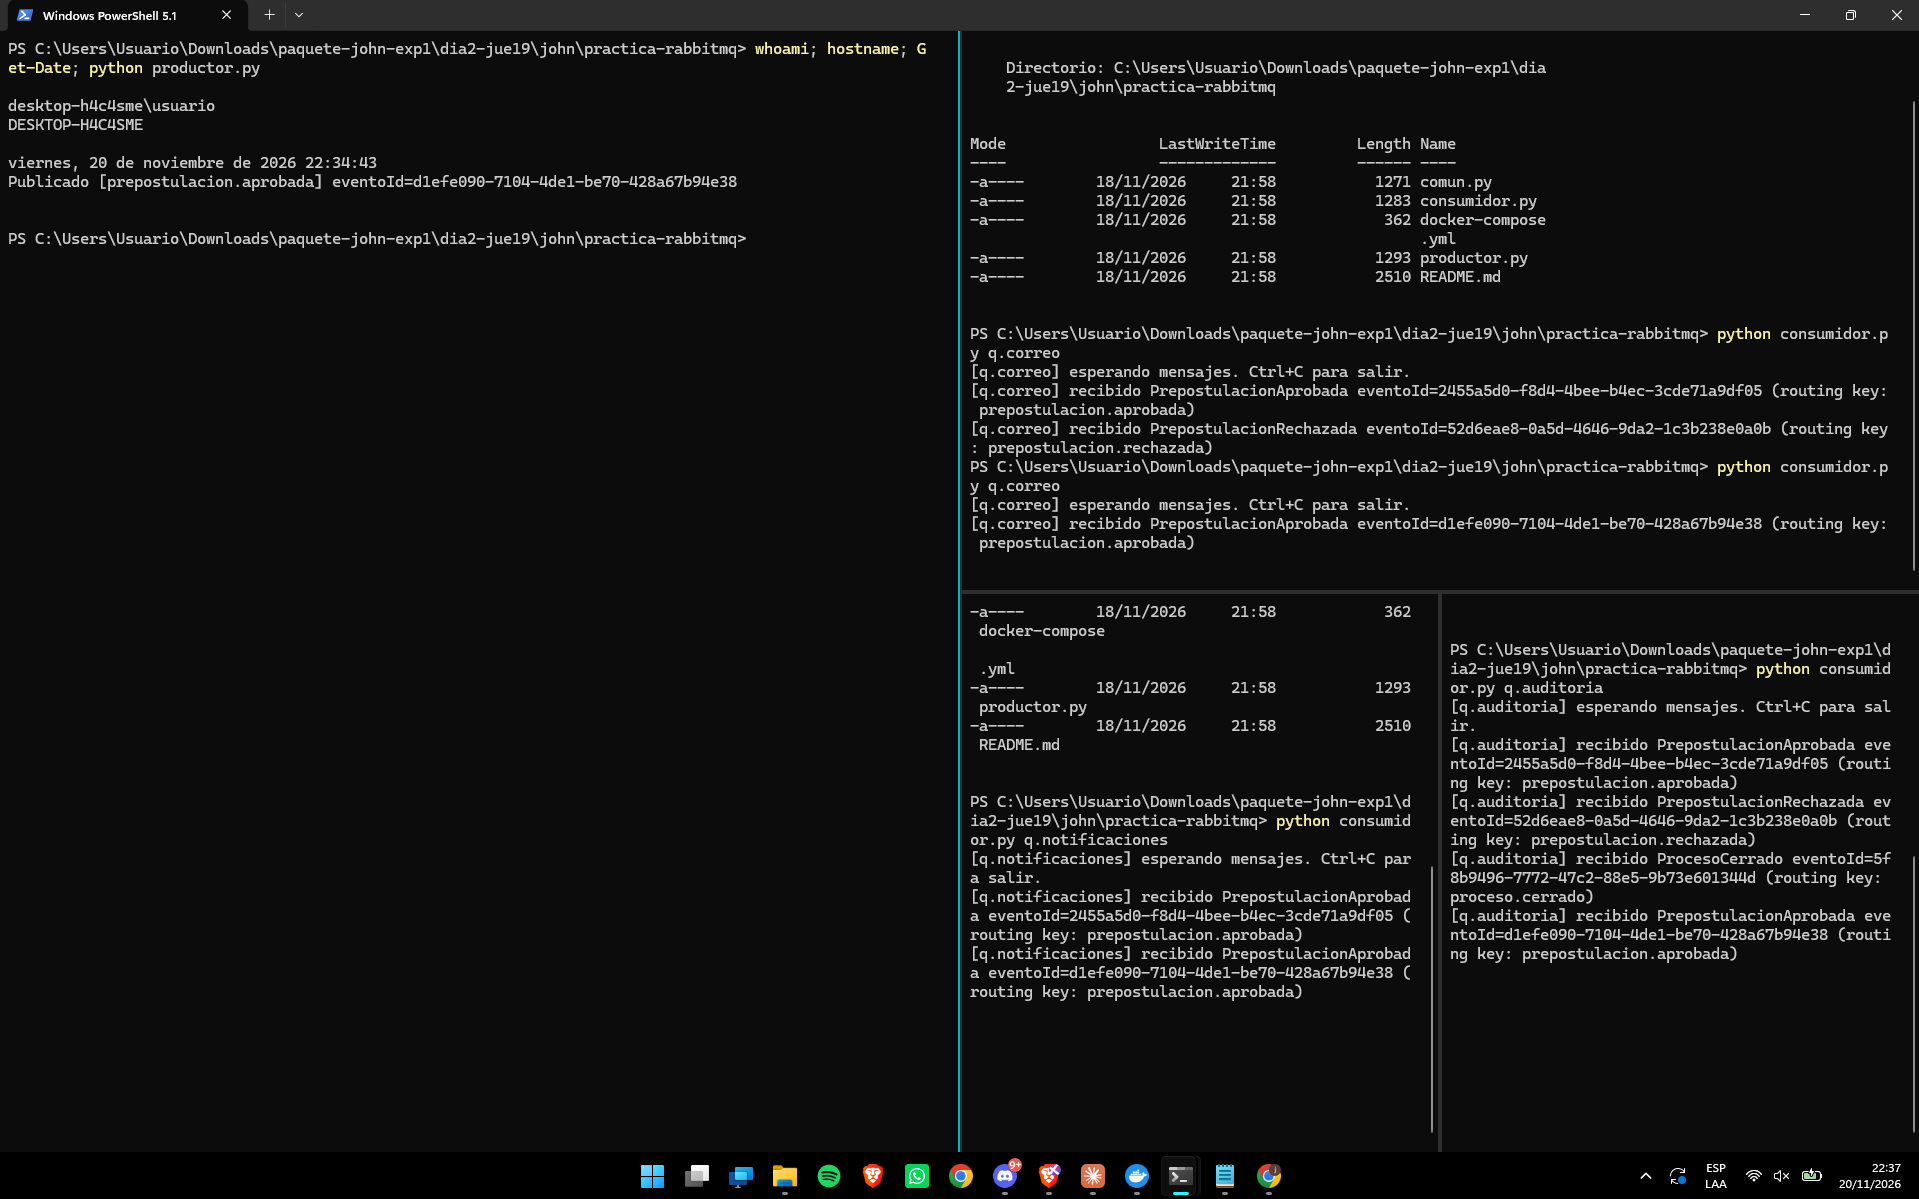 Windows PowerShell 5.1
PS C:\Users\Usuario\Downloads\paquete-john-exp1\dia2-jue19\john\practica-rabbitmq> whoami; hostname; G
et-Date; python productor.py
desktop-h4c4sme\usuario
DESKTOP-H4C4SME
viernes, 20 de noviembre de 2026 22:34:43
Publicado [prepostulacion.aprobada] eventoId=d1efe090-7104-4de1-be70-428a67b94e38
PS C:\Users\Usuario\Downloads\paquete-john-exp1\dia2-jue19\john\practica-rabbitmq>
Directorio: C:\Users\Usuario\Downloads\paquete-john-exp1\dia
2-jue19\john\practica-rabbitmq
Mode LastWriteTime Length Name
---- ------------- ------ ----
-a---- 18/11/2026 21:58 1271 comun.py
-a---- 18/11/2026 21:58 1283 consumidor.py
-a---- 18/11/2026 21:58 362 docker-compose
.yml
-a---- 18/11/2026 21:58 1293 productor.py
-a---- 18/11/2026 21:58 2510 README.md
PS C:\Users\Usuario\Downloads\paquete-john-exp1\dia2-jue19\john\practica-rabbitmq> python consumidor.p
y q.correo
[q.correo] esperando mensajes. Ctrl+C para salir.
[q.correo] recibido PrepostulacionAprobada eventoId=2455a5d0-f8d4-4bee-b4ec-3cde71a9df05 (routing key:
prepostulacion.aprobada)
[q.correo] recibido PrepostulacionRechazada eventoId=52d6eae8-0a5d-4646-9da2-1c3b238e0a0b (routing key
: prepostulacion.rechazada)
PS C:\Users\Usuario\Downloads\paquete-john-exp1\dia2-jue19\john\practica-rabbitmq> python consumidor.p
y q.correo
[q.correo] esperando mensajes. Ctrl+C para salir.
[q.correo] recibido PrepostulacionAprobada eventoId=d1efe090-7104-4de1-be70-428a67b94e38 (routing key:
prepostulacion.aprobada)
-a---- 18/11/2026 21:58 362
docker-compose
.yml
-a---- 18/11/2026 21:58 1293
productor.py
-a---- 18/11/2026 21:58 2510
README.md
PS C:\Users\Usuario\Downloads\paquete-john-exp1\d
ia2-jue19\john\practica-rabbitmq> python consumid
or.py q.notificaciones
[q.notificaciones] esperando mensajes. Ctrl+C par
a salir.
[q.notificaciones] recibido PrepostulacionAprobad
a eventoId=2455a5d0-f8d4-4bee-b4ec-3cde71a9df05 (
routing key: prepostulacion.aprobada)
[q.notificaciones] recibido PrepostulacionAprobad
a eventoId=d1efe090-7104-4de1-be70-428a67b94e38 (
routing key: prepostulacion.aprobada)
PS C:\Users\Usuario\Downloads\paquete-john-exp1\d
ia2-jue19\john\practica-rabbitmq> python consumid
or.py q.auditoria
[q.auditoria] esperando mensajes. Ctrl+C para sal
ir.
[q.auditoria] recibido PrepostulacionAprobada eve
ntoId=2455a5d0-f8d4-4bee-b4ec-3cde71a9df05 (routi
ng key: prepostulacion.aprobada)
[q.auditoria] recibido PrepostulacionRechazada ev
entoId=52d6eae8-0a5d-4646-9da2-1c3b238e0a0b (rout
ing key: prepostulacion.rechazada)
[q.auditoria] recibido ProcesoCerrado eventoId=5f
8b9496-7772-47c2-88e5-9b73e601344d (routing key:
proceso.cerrado)
[q.auditoria] recibido PrepostulacionAprobada eve
ntoId=d1efe090-7104-4de1-be70-428a67b94e38 (routi
ng key: prepostulacion.aprobada)
9+
ESP
LAA
22:37
20/11/2026